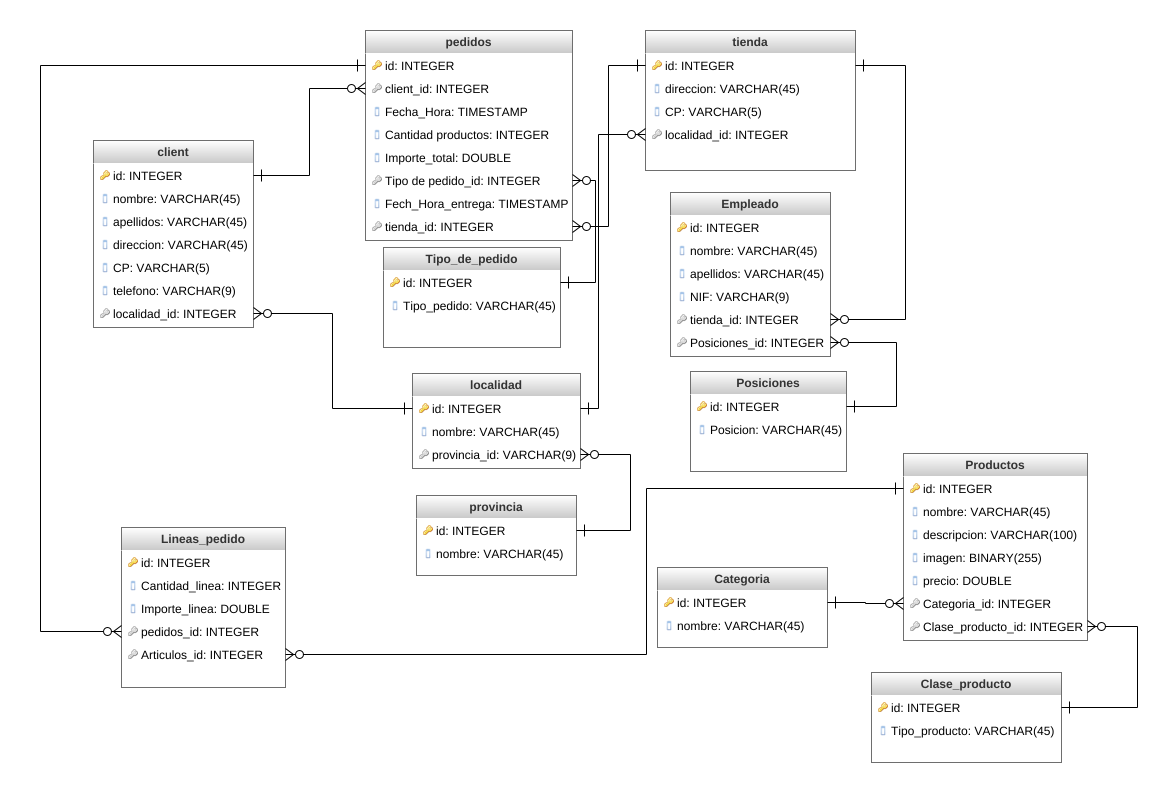 pedidos
id: INTEGER
client_id: INTEGER
Fecha_Hora: TIMESTAMP
Cantidad productos: INTEGER
Importe_total: DOUBLE
Tipo de pedido_id: INTEGER
Fech_Hora_entrega: TIMESTAMP
tienda_id: INTEGER
tienda
id: INTEGER
direccion: VARCHAR(45)
CP: VARCHAR(5)
localidad_id: INTEGER
client
id: INTEGER
nombre: VARCHAR(45)
apellidos: VARCHAR(45)
direccion: VARCHAR(45)
CP: VARCHAR(5)
telefono: VARCHAR(9)
localidad_id: INTEGER
Empleado
id: INTEGER
nombre: VARCHAR(45)
apellidos: VARCHAR(45)
NIF: VARCHAR(9)
tienda_id: INTEGER
Posiciones_id: INTEGER
Tipo_de_pedido
id: INTEGER
Tipo_pedido: VARCHAR(45)
localidad
id: INTEGER
nombre: VARCHAR(45)
provincia_id: VARCHAR(9)
Posiciones
id: INTEGER
Posicion: VARCHAR(45)
Productos
id: INTEGER
nombre: VARCHAR(45)
descripcion: VARCHAR(100)
imagen: BINARY(255)
precio: DOUBLE
Categoria_id: INTEGER
Clase_producto_id: INTEGER
provincia
id: INTEGER
nombre: VARCHAR(45)
Lineas_pedido
id: INTEGER
Cantidad_linea: INTEGER
Importe_linea: DOUBLE
pedidos_id: INTEGER
Articulos_id: INTEGER
Categoria
id: INTEGER
nombre: VARCHAR(45)
Clase_producto
id: INTEGER
Tipo_producto: VARCHAR(45)